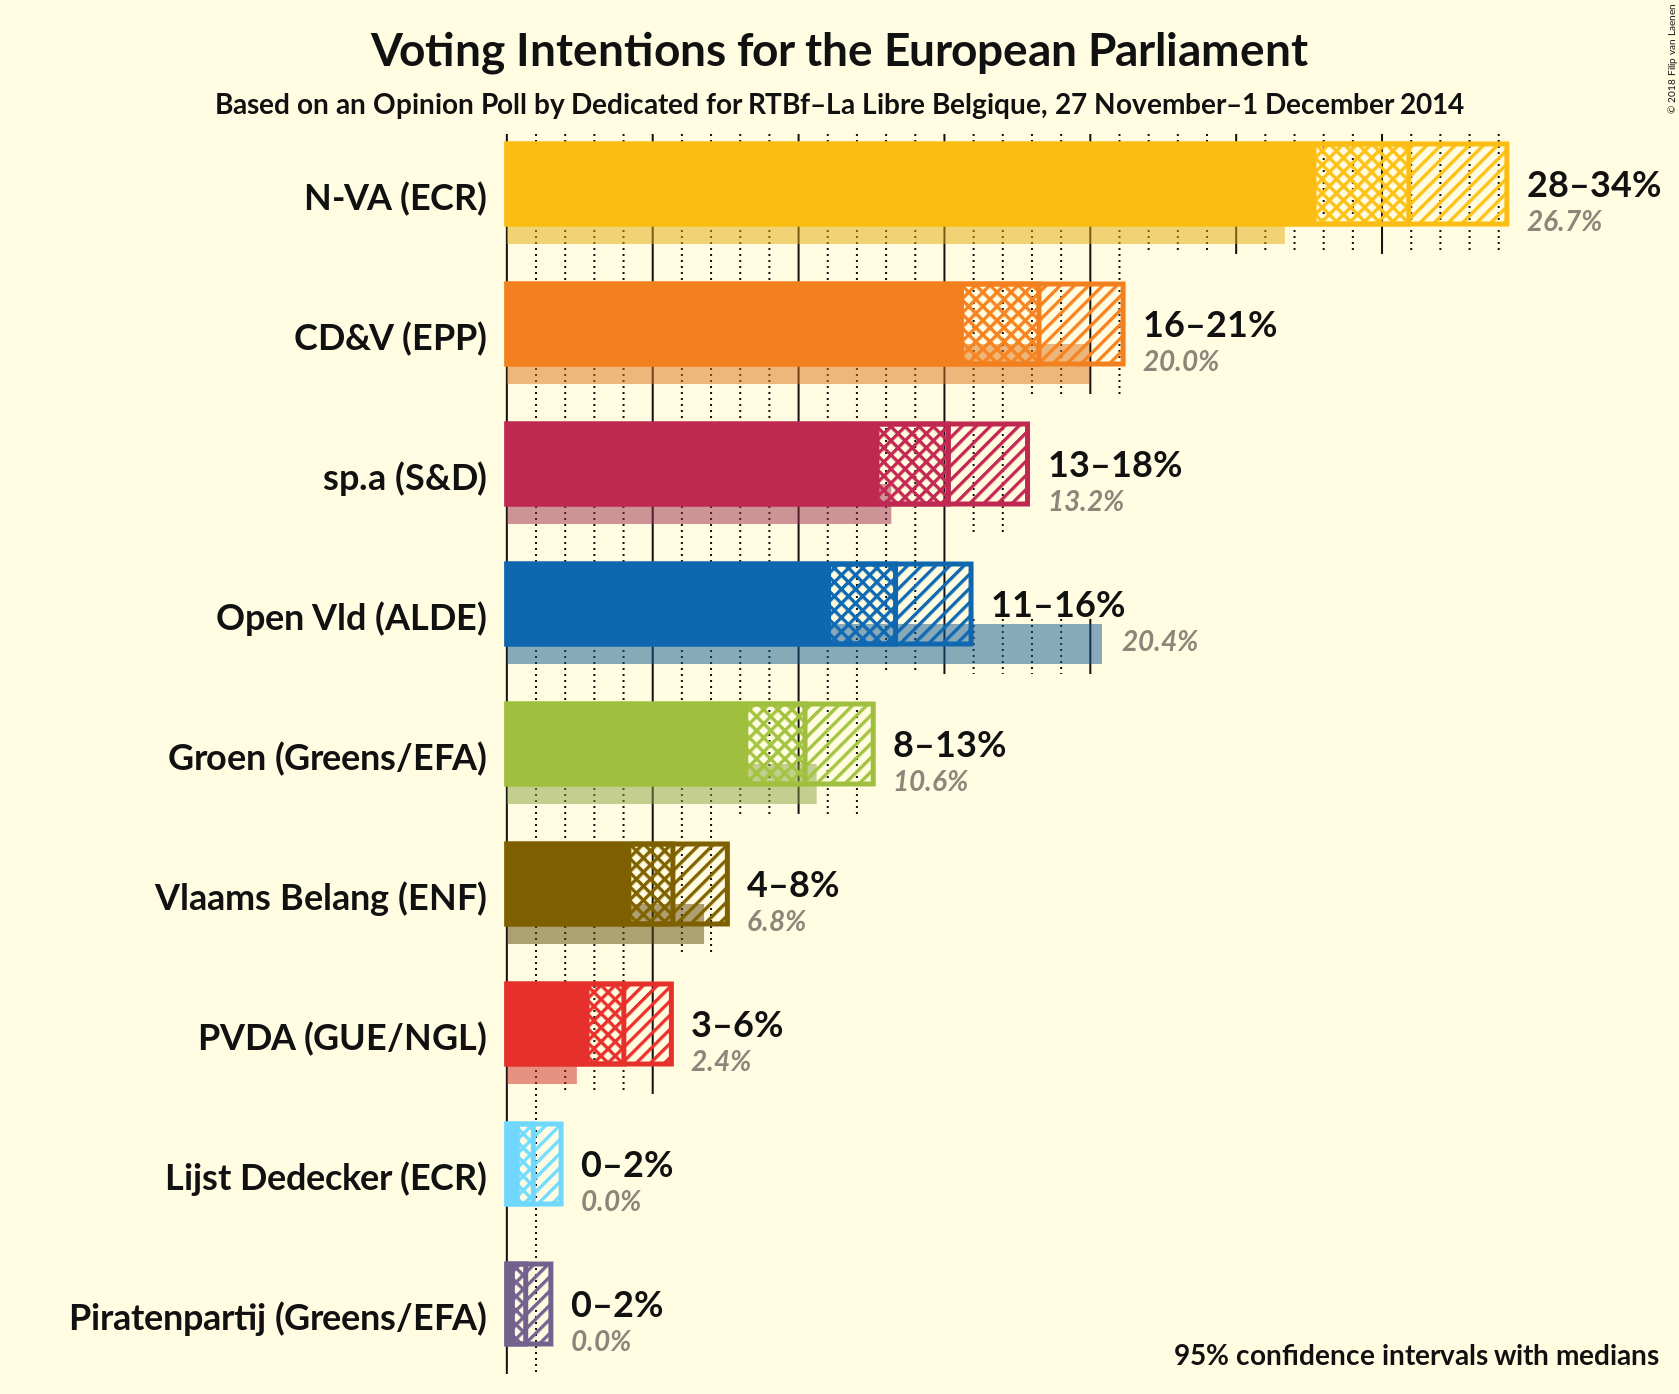 Voting Intentions for the European Parliament
Based on an Opinion Poll by Dedicated for RTBf–La Libre Belgique, 27 November–1 December 2014
© 2018 Filip van Laenen
N-VA (ECR)
28–34%
26.7%
CD&V (EPP)
16–21%
20.0%
sp.a (S&D)
13–18%
13.2%
Open Vld (ALDE)
11–16%
20.4%
Groen (Greens/EFA)
8–13%
10.6%
Vlaams Belang (ENF)
4–8%
6.8%
PVDA (GUE/NGL)
3–6%
2.4%
Lijst Dedecker (ECR)
0–2%
0.0%
Piratenpartij (Greens/EFA)
0–2%
0.0%
95% confidence intervals with medians